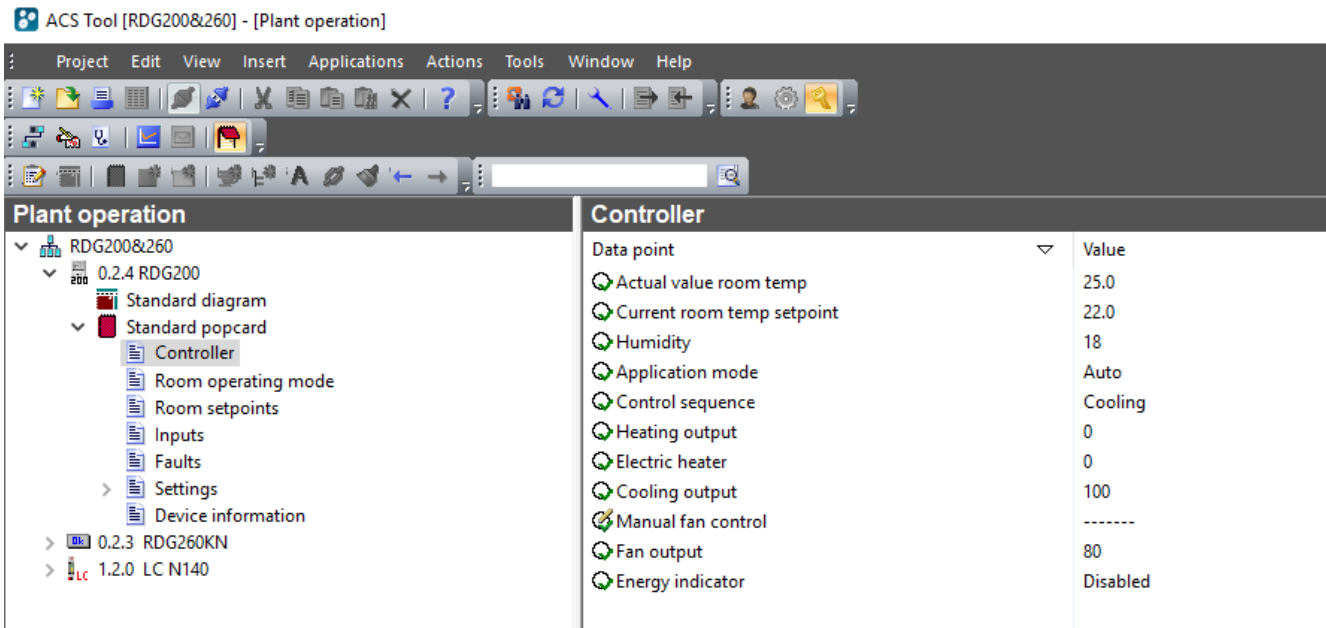 ACS Tool [RDG200&260] - [Plant operation]
Project Edit View Insert Applications Actions Tools Window Help
Plant operation
RDG200&260
0.2.4 RDG200
Standard diagram
Standard popcard
Controller
Room operating mode
Room setpoints
Inputs
Faults
Settings
Device information
0.2.3 RDG260KN
LC 1.2.0 LC N140
Controller
Data point Value
Actual value room temp 25.0
Current room temp setpoint 22.0
Humidity 18
Application mode Auto
Control sequence Cooling
Heating output 0
Electric heater 0
Cooling output 100
Manual fan control -------
Fan output 80
Energy indicator Disabled